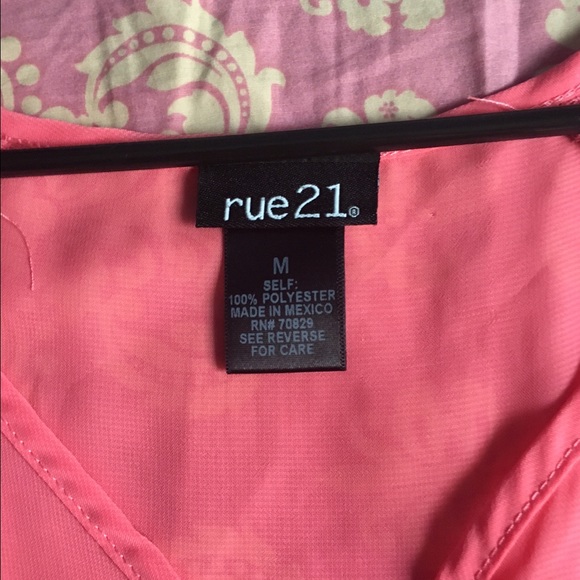 rue21®
M
SELF:
100% POLYESTER
MADE IN MEXICO
RN# 70829
SEE REVERSE
FOR CARE